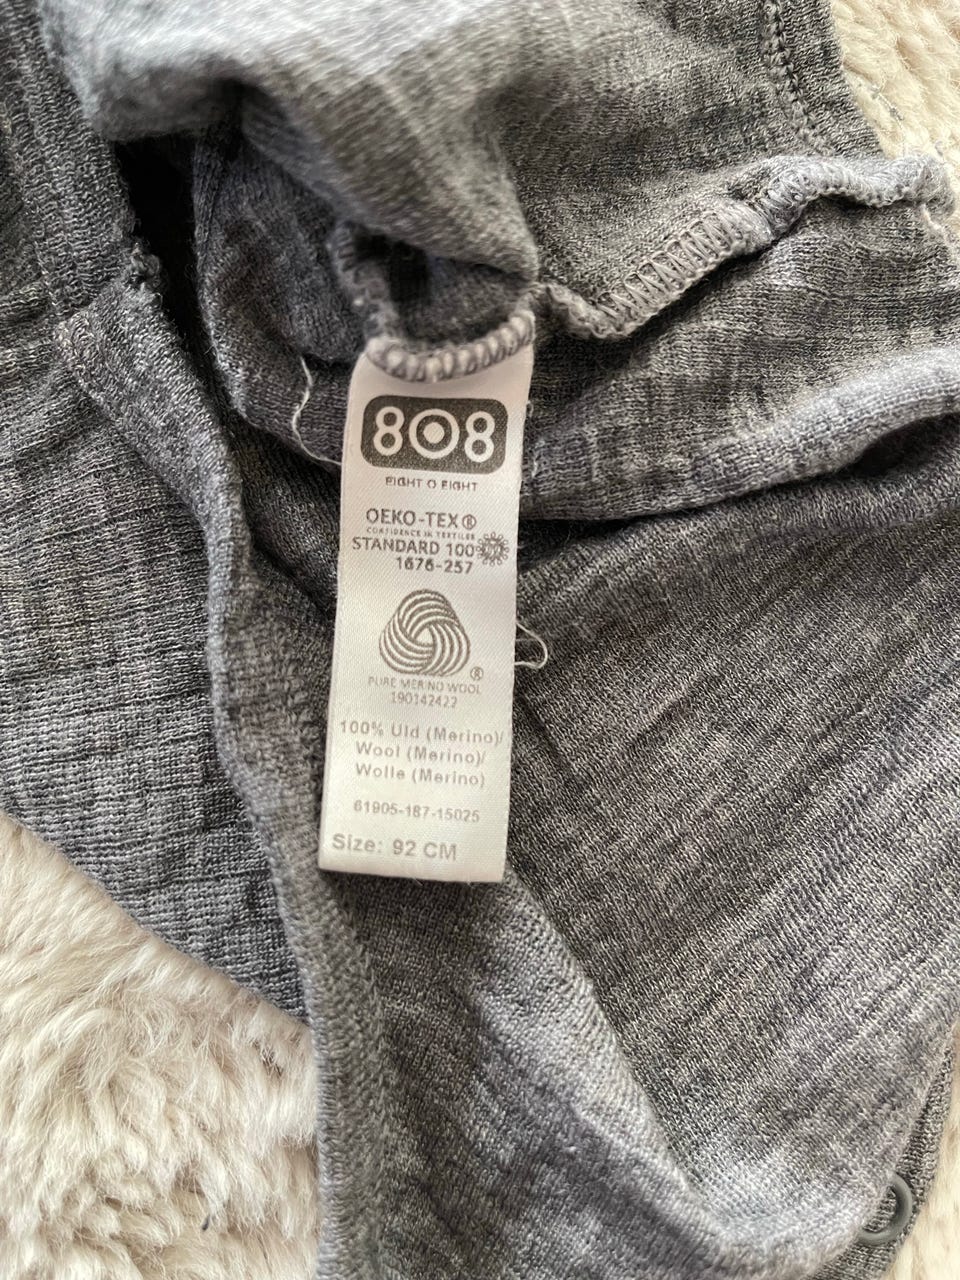 808
EIGHT O EIGHT
OEKO-TEX®
CONFIDENCE IN TEXTILES
STANDARD 100
1676-257
®
PURE MERINO WOOL
190142422
100% Uld (Merino)/
Wool (Merino)/
Wolle (Merino)
61905-187-15025
Size: 92 CM